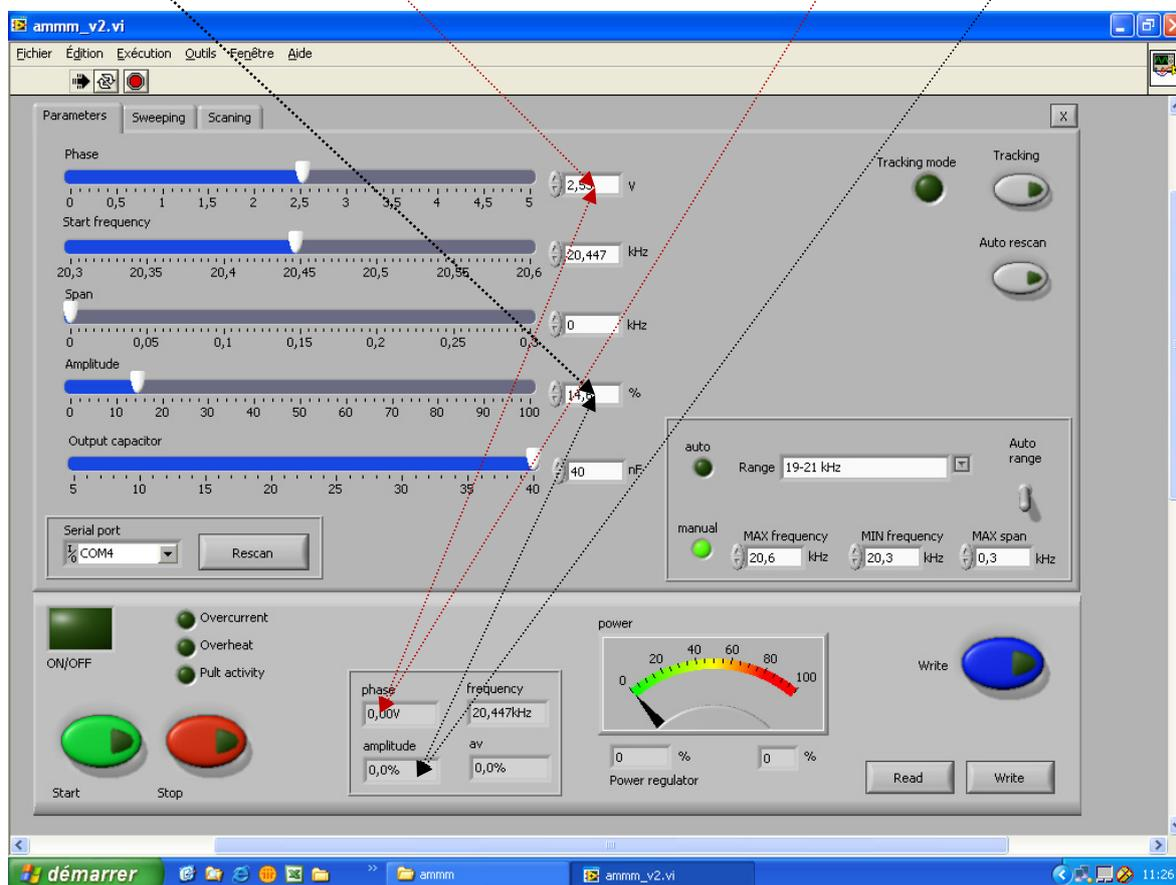 ammm_v2.vi
Fichier Édition Exécution Outils Fenêtre Aide
Parameters Sweeping Scaning X
Phase
0 0,5 1 1,5 2 2,5 3 3,5 4 4,5 5
V
Tracking mode Tracking
Start frequency
20,3 20,35 20,4 20,45 20,5 20,55 20,6
20,447 kHz
Auto rescan
Span
0 0,05 0,1 0,15 0,2 0,25 0,3
0 kHz
Amplitude
0 10 20 30 40 50 60 70 80 90 100
%
Output capacitor
5 10 15 20 25 30 35 40
40 nF
auto Range 19-21 kHz Auto range
manual MAX frequency MIN frequency MAX span
20,6 kHz 20,3 kHz 0,3 kHz
Serial port
COM4 Rescan
ON/OFF
Overcurrent
Overheat
Pult activity
Start Stop
phase frequency
0,00V 20,447kHz
amplitude av
0,0% 0,0%
power
0 20 40 60 80 100
0 % 0 %
Power regulator
Write
Read Write
démarrer ammm ammm_v2.vi 11:26